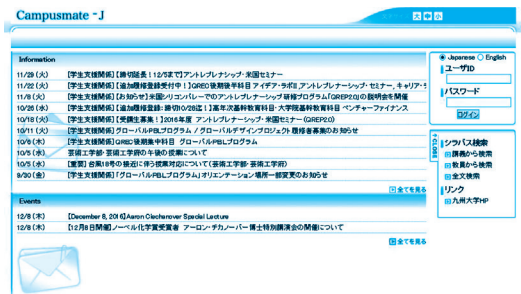 Campusmate-J
大 中 小
Information
11/29 (火) 【学生支援関係】【締切延長！12/5まで】アントレプレナーシップ・米国セミナー
11/22 (火) 【学生支援関係】【追加履修登録受付中！】QREC後期後半科目 アイデア・ラボⅡ,アントレプレナーシップ・セミナー, キャリア・デ
11/8 (火) 【学生支援関係】【お知らせ】米国シリコンバレーでのアントレプレナーシップ研修プログラム「QREP2.0」の説明会を開催
10/26 (水) 【学生支援関係】【追加履修登録：締切10/28迄！】高年次基幹教育科目・大学院基幹教育科目 ベンチャーファイナンス
10/18 (火) 【学生支援関係】【受講生募集！】2016年度 アントレプレナーシップ・米国セミナー(QREP2.0)
10/11 (火) 【学生支援関係】グローバルPBLプログラム / グローバルデザインプロジェクト履修者募集のお知らせ
10/6 (木) 【学生支援関係】QREC後期集中科目 グローバルPBLプログラム
10/5 (水) 芸術工学部・芸術工学府の午後の授業について
10/5 (水) 【重要】台風18号の接近に伴う授業対応について(芸術工学部・芸術工学府)
9/30 (金) 【学生支援関係】「グローバルPBLプログラム」オリエンテーション場所一部変更のお知らせ
全てを見る
Events
12/8 (木) 【December 8, 2016】Aaron Ciechanover Special Lecture
12/8 (木) 【12月8日開催】ノーベル化学賞受賞者 アーロン・チカノーバー博士特別講演会の開催について
全てを見る
Japanese English
ユーザID
パスワード
ログイン
CLOSE
シラバス検索
講義から検索
教員から検索
全文検索
リンク
九州大学HP